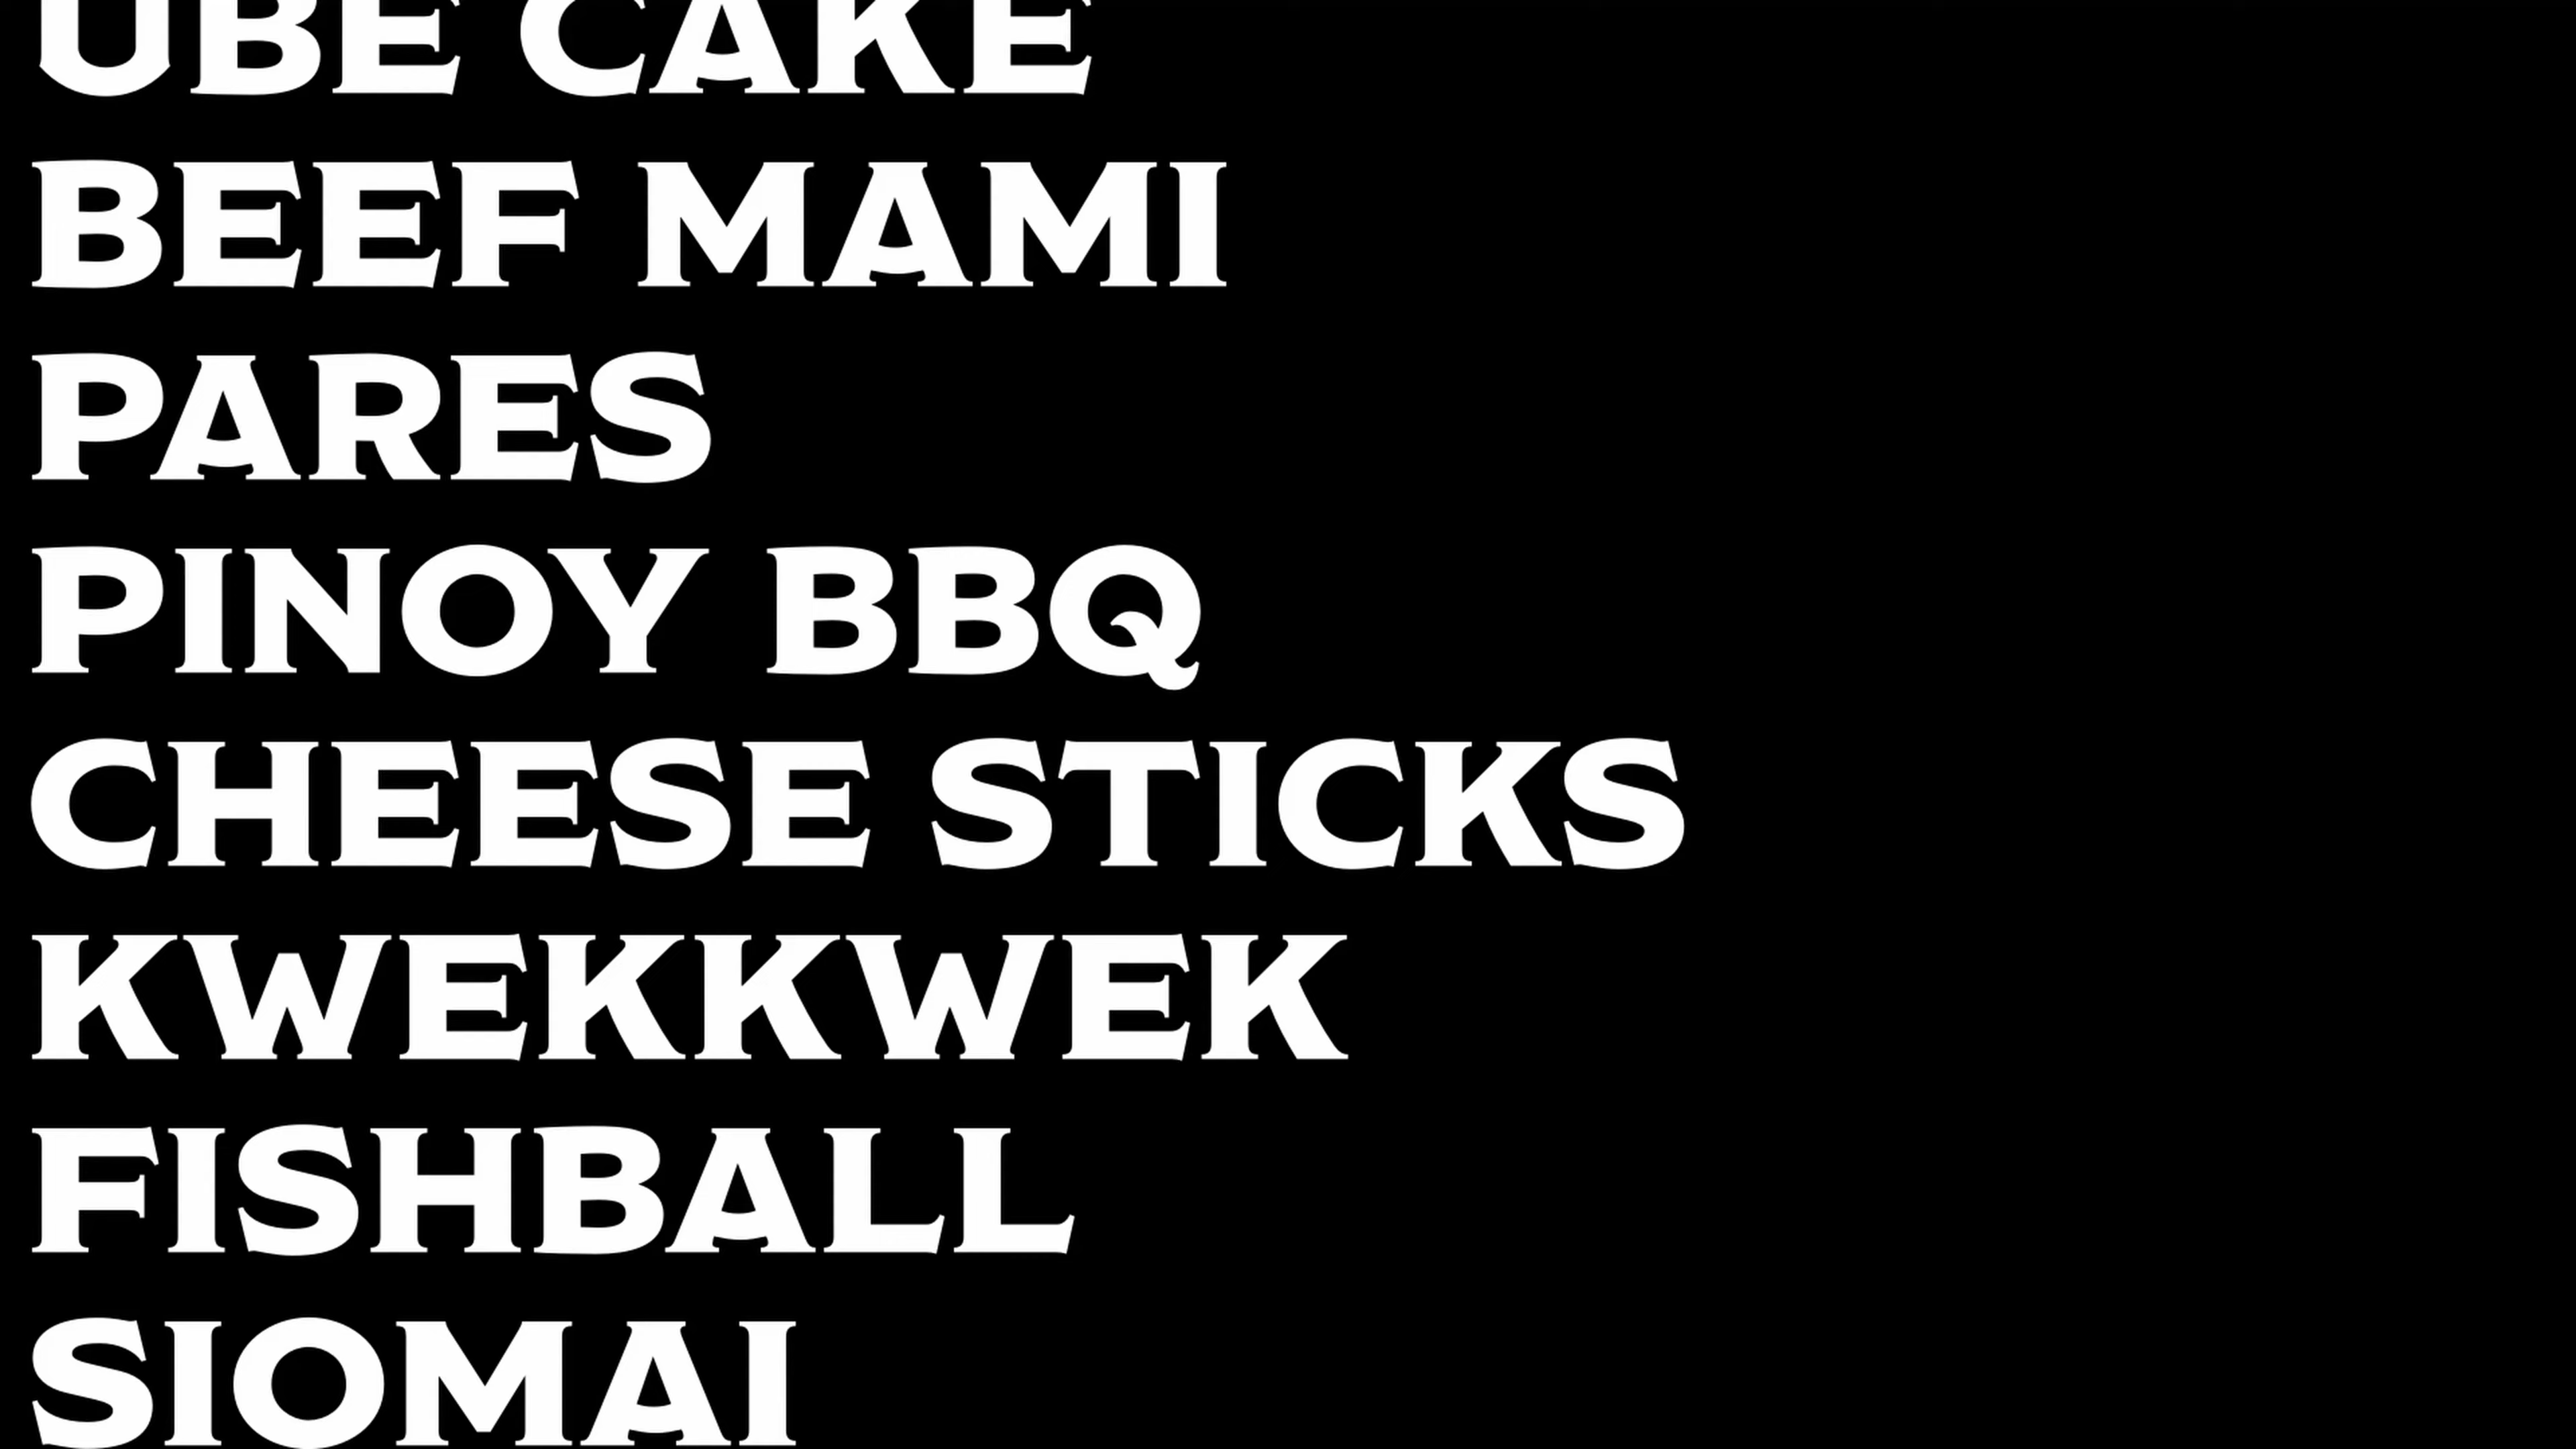 UBE CAKE
BEEF MAMI
PARES
PINOY BBQ
CHEESE STICKS
KWEKKWEK
FISHBALL
SIOMAI